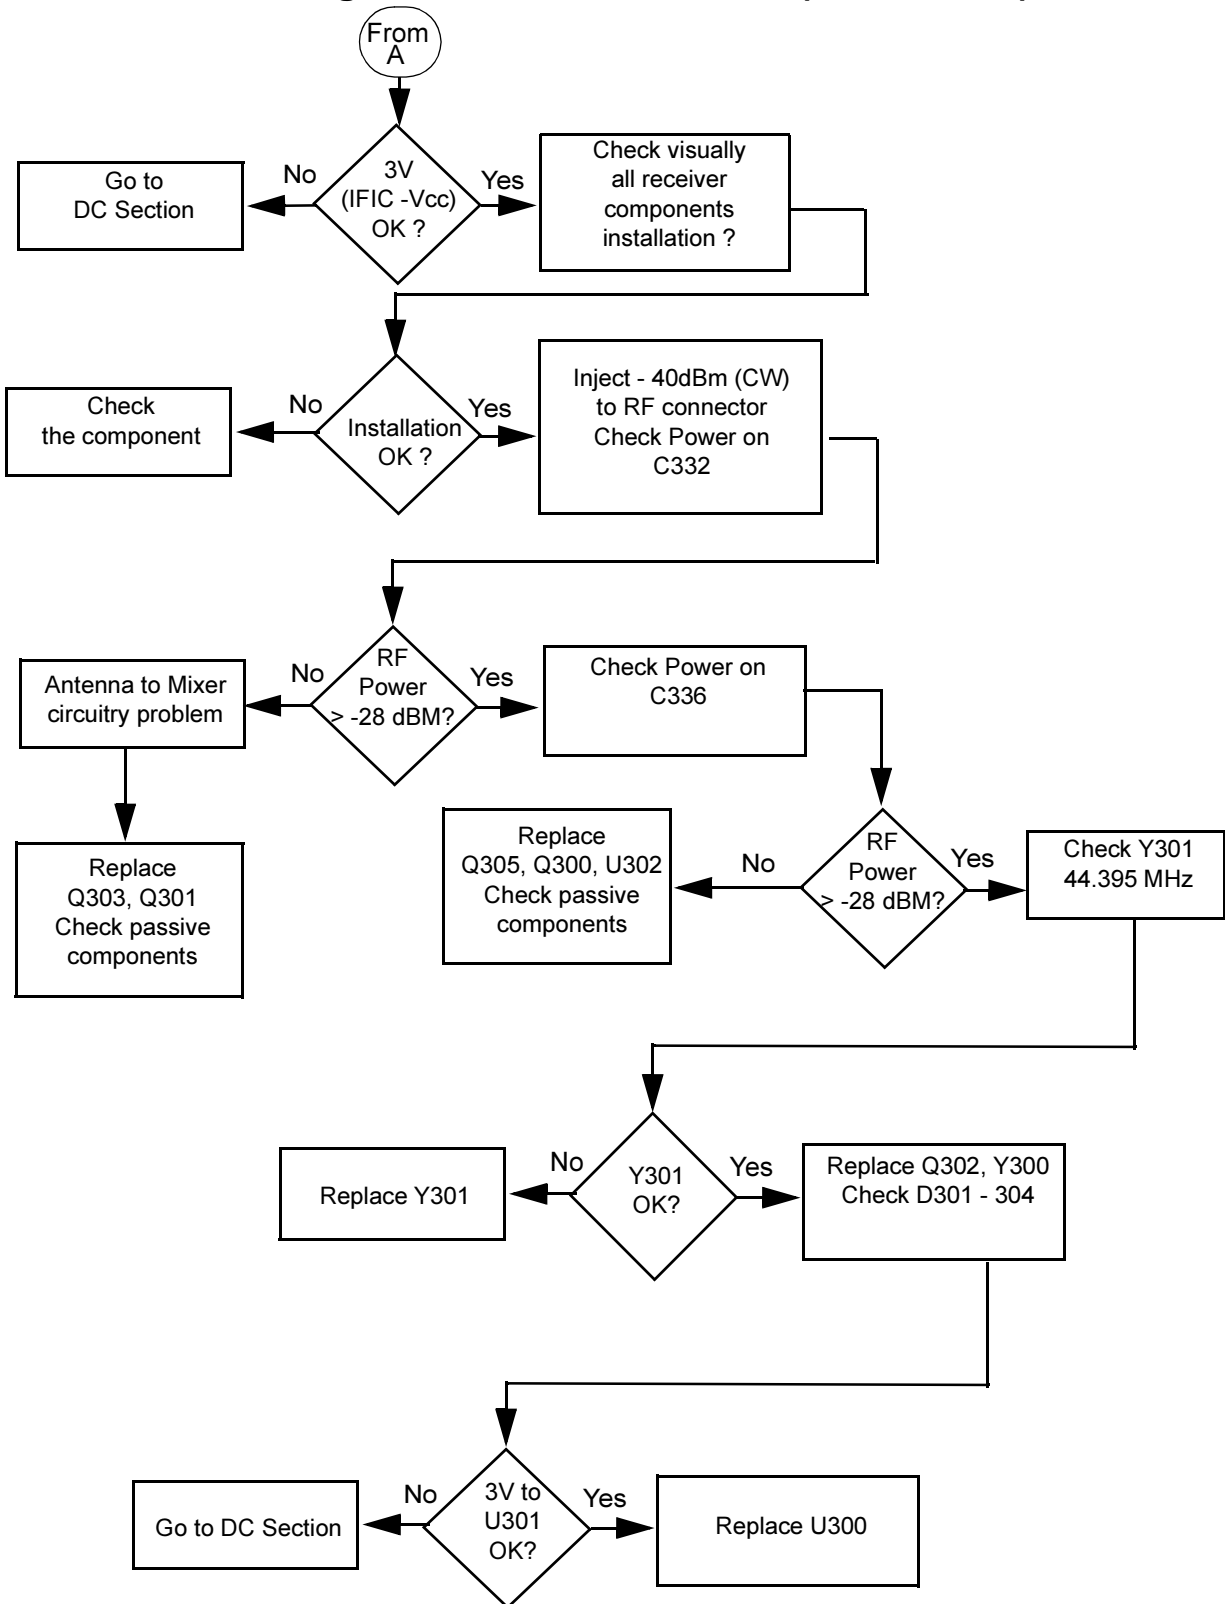 From
A
3V
(IFIC -Vcc)
OK ?
No
Yes
Go to
DC Section
Check visually
all receiver
components
installation ?
Installation
OK ?
No
Yes
Check
the component
Inject - 40dBm (CW)
to RF connector
Check Power on
C332
RF
Power
> -28 dBM?
No
Yes
Antenna to Mixer
circuitry problem
Check Power on
C336
Replace
Q303, Q301
Check passive
components
RF
Power
> -28 dBM?
No
Yes
Replace
Q305, Q300, U302
Check passive
components
Check Y301
44.395 MHz
Y301
OK?
No
Yes
Replace Y301
Replace Q302, Y300
Check D301 - 304
3V to
U301
OK?
No
Yes
Go to DC Section
Replace U300